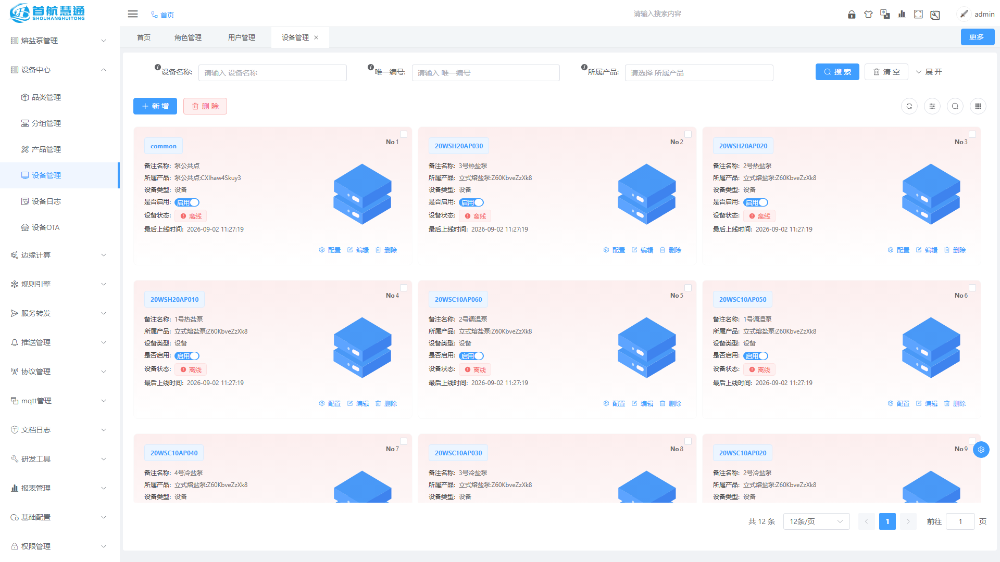 首航慧通
SHOUHANGHUITONG
首页
请输入搜索内容
admin
熔盐泵管理
设备中心
品类管理
分组管理
产品管理
设备管理
设备日志
设备OTA
边缘计算
规则引擎
服务转发
推送管理
协议管理
mqtt管理
文档日志
研发工具
报表管理
基础配置
权限管理
首页 角色管理 用户管理 设备管理 更多
设备名称: 请输入 设备名称 唯一编号: 请输入 唯一编号 所属产品: 请选择 所属产品 搜 索 清 空 展 开
新 增 删 除
common No 1
备注名称: 泵公共点
所属产品: 泵公共点:CXIhaw4Skuy3
设备类型: 设备
是否启用: 启用
设备状态: 离线
最后上线时间: 2026-09-02 11:27:19
配置 编辑 删除
20WSH20AP030 No 2
备注名称: 3号热盐泵
所属产品: 立式熔盐泵:Z60KbveZzXk8
设备类型: 设备
是否启用: 启用
设备状态: 离线
最后上线时间: 2026-09-02 11:27:19
配置 编辑 删除
20WSH20AP020 No 3
备注名称: 2号热盐泵
所属产品: 立式熔盐泵:Z60KbveZzXk8
设备类型: 设备
是否启用: 启用
设备状态: 离线
最后上线时间: 2026-09-02 11:27:19
配置 编辑 删除
20WSH20AP010 No 4
备注名称: 1号热盐泵
所属产品: 立式熔盐泵:Z60KbveZzXk8
设备类型: 设备
是否启用: 启用
设备状态: 离线
最后上线时间: 2026-09-02 11:27:19
配置 编辑 删除
20WSC10AP060 No 5
备注名称: 2号调温泵
所属产品: 立式熔盐泵:Z60KbveZzXk8
设备类型: 设备
是否启用: 启用
设备状态: 离线
最后上线时间: 2026-09-02 11:27:19
配置 编辑 删除
20WSC10AP050 No 6
备注名称: 1号调温泵
所属产品: 立式熔盐泵:Z60KbveZzXk8
设备类型: 设备
是否启用: 启用
设备状态: 离线
最后上线时间: 2026-09-02 11:27:19
配置 编辑 删除
20WSC10AP040 No 7
备注名称: 4号冷盐泵
所属产品: 立式熔盐泵:Z60KbveZzXk8
设备类型: 设备
20WSC10AP030 No 8
备注名称: 3号冷盐泵
所属产品: 立式熔盐泵:Z60KbveZzXk8
设备类型: 设备
20WSC10AP020 No 9
备注名称: 2号冷盐泵
所属产品: 立式熔盐泵:Z60KbveZzXk8
设备类型: 设备
共 12 条 12条/页 1 前往 1 页